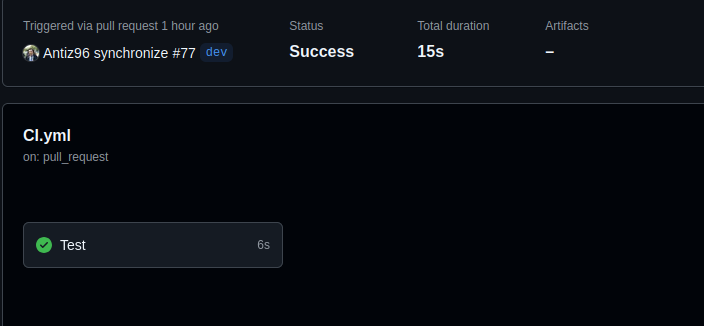 Triggered via pull request 1 hour ago
Status
Total duration
Artifacts
Antiz96 synchronize #77 dev
Success
15s
–
CI.yml
on: pull_request
Test
6s